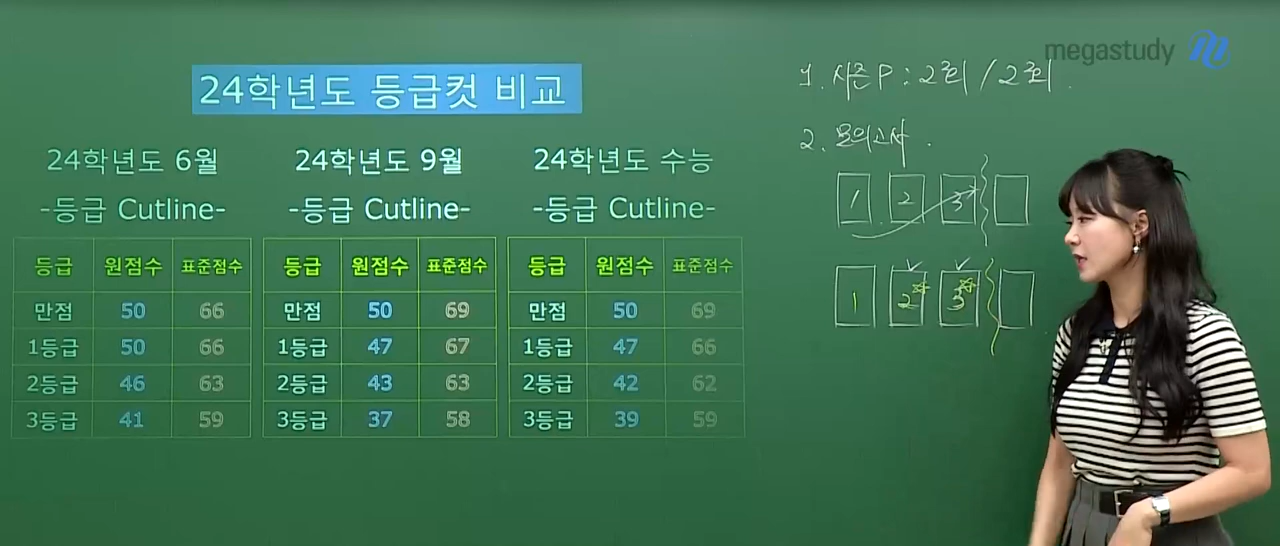 megastudy
24학년도 등급컷 비교
24학년도 6월
-등급 Cutline-
등급 원점수 표준점수
만점 50 66
1등급 50 66
2등급 46 63
3등급 41 59
24학년도 9월
-등급 Cutline-
등급 원점수 표준점수
만점 50 69
1등급 47 67
2등급 43 63
3등급 37 58
24학년도 수능
-등급 Cutline-
등급 원점수 표준점수
만점 50 69
1등급 47 66
2등급 42 62
3등급 39 59
1. 시즌 P : 2회 / 2회.
2. 모의고사.
1 2 3
1 2 3